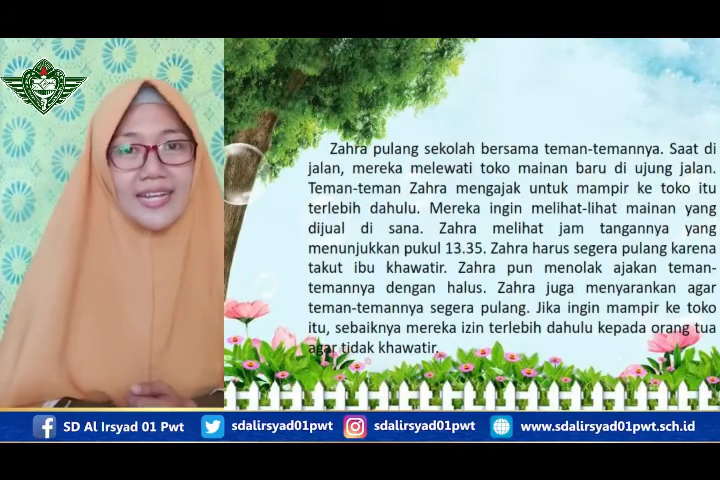 Zahra pulang sekolah bersama teman-temannya. Saat di
jalan, mereka melewati toko mainan baru di ujung jalan.
Teman-teman Zahra mengajak untuk mampir ke toko itu
terlebih dahulu. Mereka ingin melihat-lihat mainan yang
dijual di sana. Zahra melihat jam tangannya yang
menunjukkan pukul 13.35. Zahra harus segera pulang karena
takut ibu khawatir. Zahra pun menolak ajakan teman-
temannya dengan halus. Zahra juga menyarankan agar
teman-temannya segera pulang. Jika ingin mampir ke toko
itu, sebaiknya mereka izin terlebih dahulu kepada orang tua
agar tidak khawatir.
SD Al Irsyad 01 Pwt sdalirsyad01pwt sdalirsyad01pwt www.sdalirsyad01pwt.sch.id